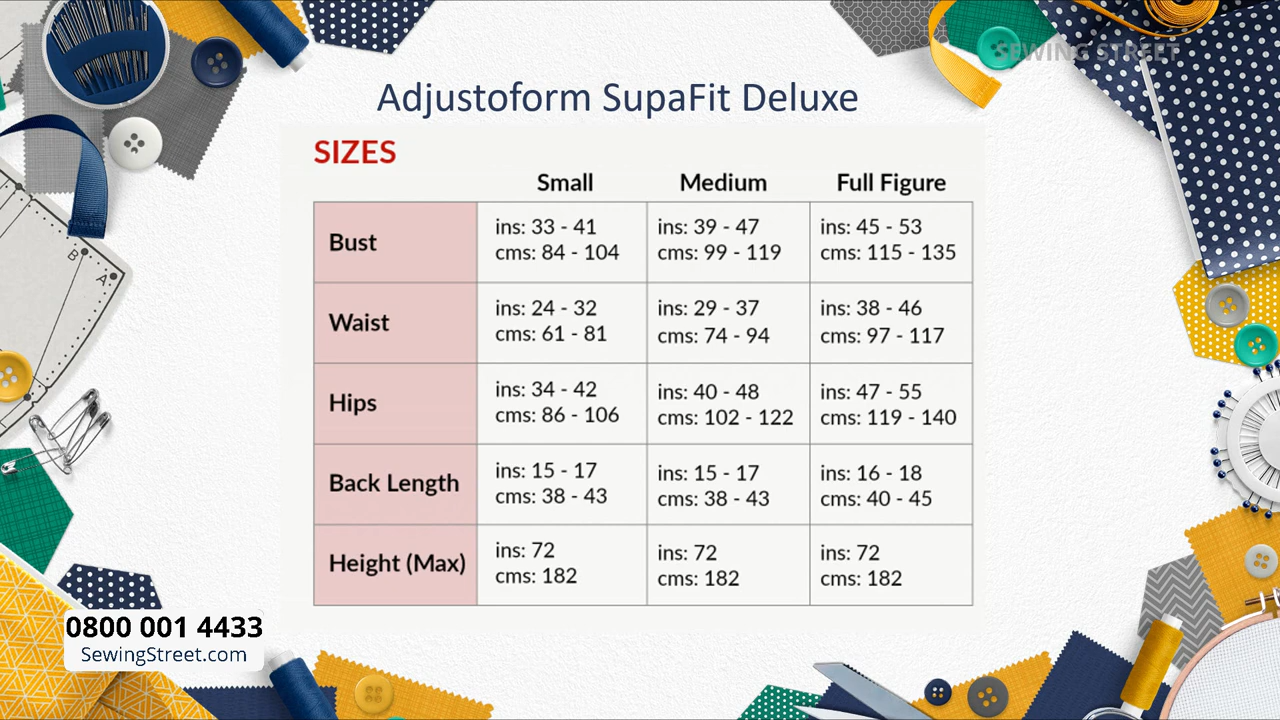 SEWING STREET
Adjustoform SupaFit Deluxe
SIZES
Small Medium Full Figure
Bust
ins: 33 - 41
cms: 84 - 104
ins: 39 - 47
cms: 99 - 119
ins: 45 - 53
cms: 115 - 135
Waist
ins: 24 - 32
cms: 61 - 81
ins: 29 - 37
cms: 74 - 94
ins: 38 - 46
cms: 97 - 117
Hips
ins: 34 - 42
cms: 86 - 106
ins: 40 - 48
cms: 102 - 122
ins: 47 - 55
cms: 119 - 140
Back Length
ins: 15 - 17
cms: 38 - 43
ins: 15 - 17
cms: 38 - 43
ins: 16 - 18
cms: 40 - 45
Height (Max)
ins: 72
cms: 182
ins: 72
cms: 182
ins: 72
cms: 182
B
A
0800 001 4433
SewingStreet.com